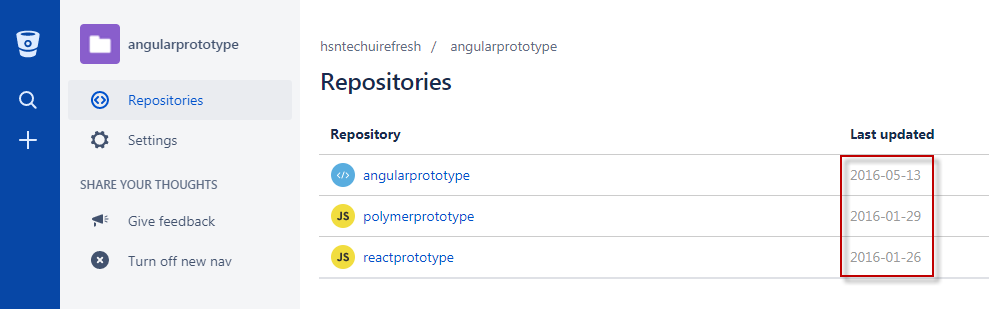 angularprototype
Repositories
Settings
SHARE YOUR THOUGHTS
Give feedback
Turn off new nav
hsntechuirefresh / angularprototype
Repositories
Repository Last updated
</> angularprototype 2016-05-13
JS polymerprototype 2016-01-29
JS reactprototype 2016-01-26